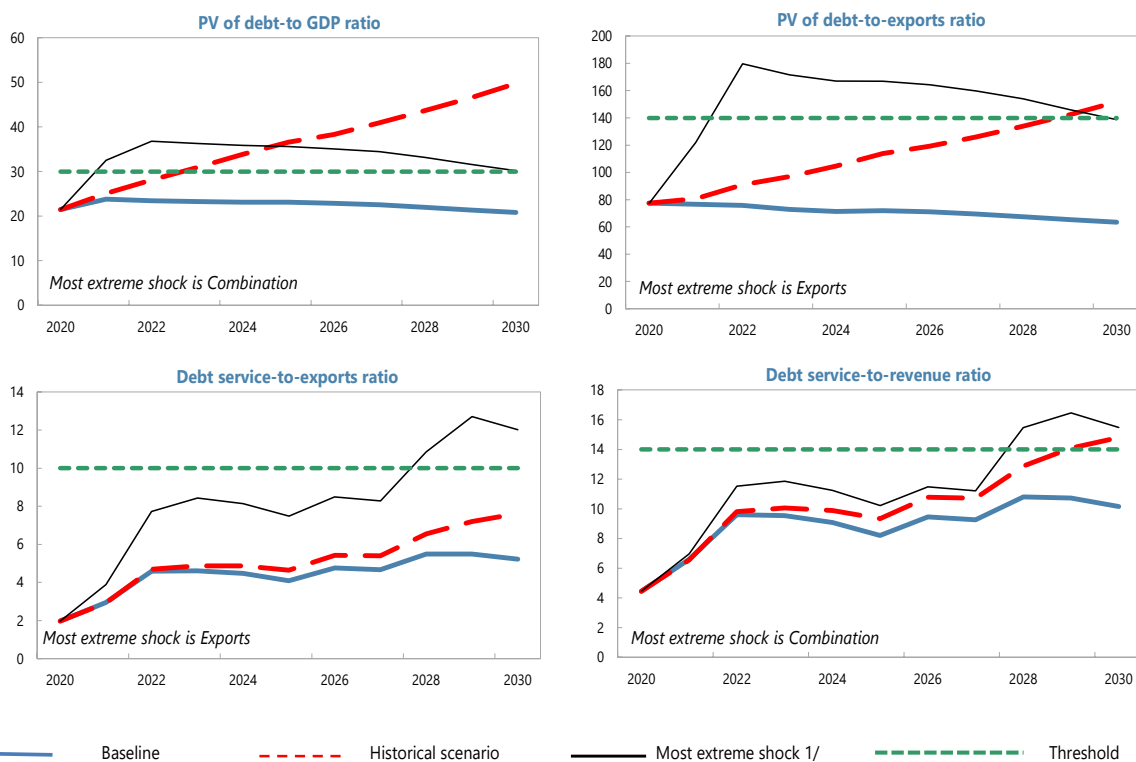 PV of debt-to GDP ratio
60
50
40
30
20
10
0
Most extreme shock is Combination
2020 2022 2024 2026 2028 2030
PV of debt-to-exports ratio
200
180
160
140
120
100
80
60
40
20
0
Most extreme shock is Exports
2020 2022 2024 2026 2028 2030
Debt service-to-exports ratio
14
12
10
8
6
4
2
0
Most extreme shock is Exports
2020 2022 2024 2026 2028 2030
Debt service-to-revenue ratio
18
16
14
12
10
8
6
4
2
0
Most extreme shock is Combination
2020 2022 2024 2026 2028 2030
Baseline Historical scenario Most extreme shock 1/ Threshold